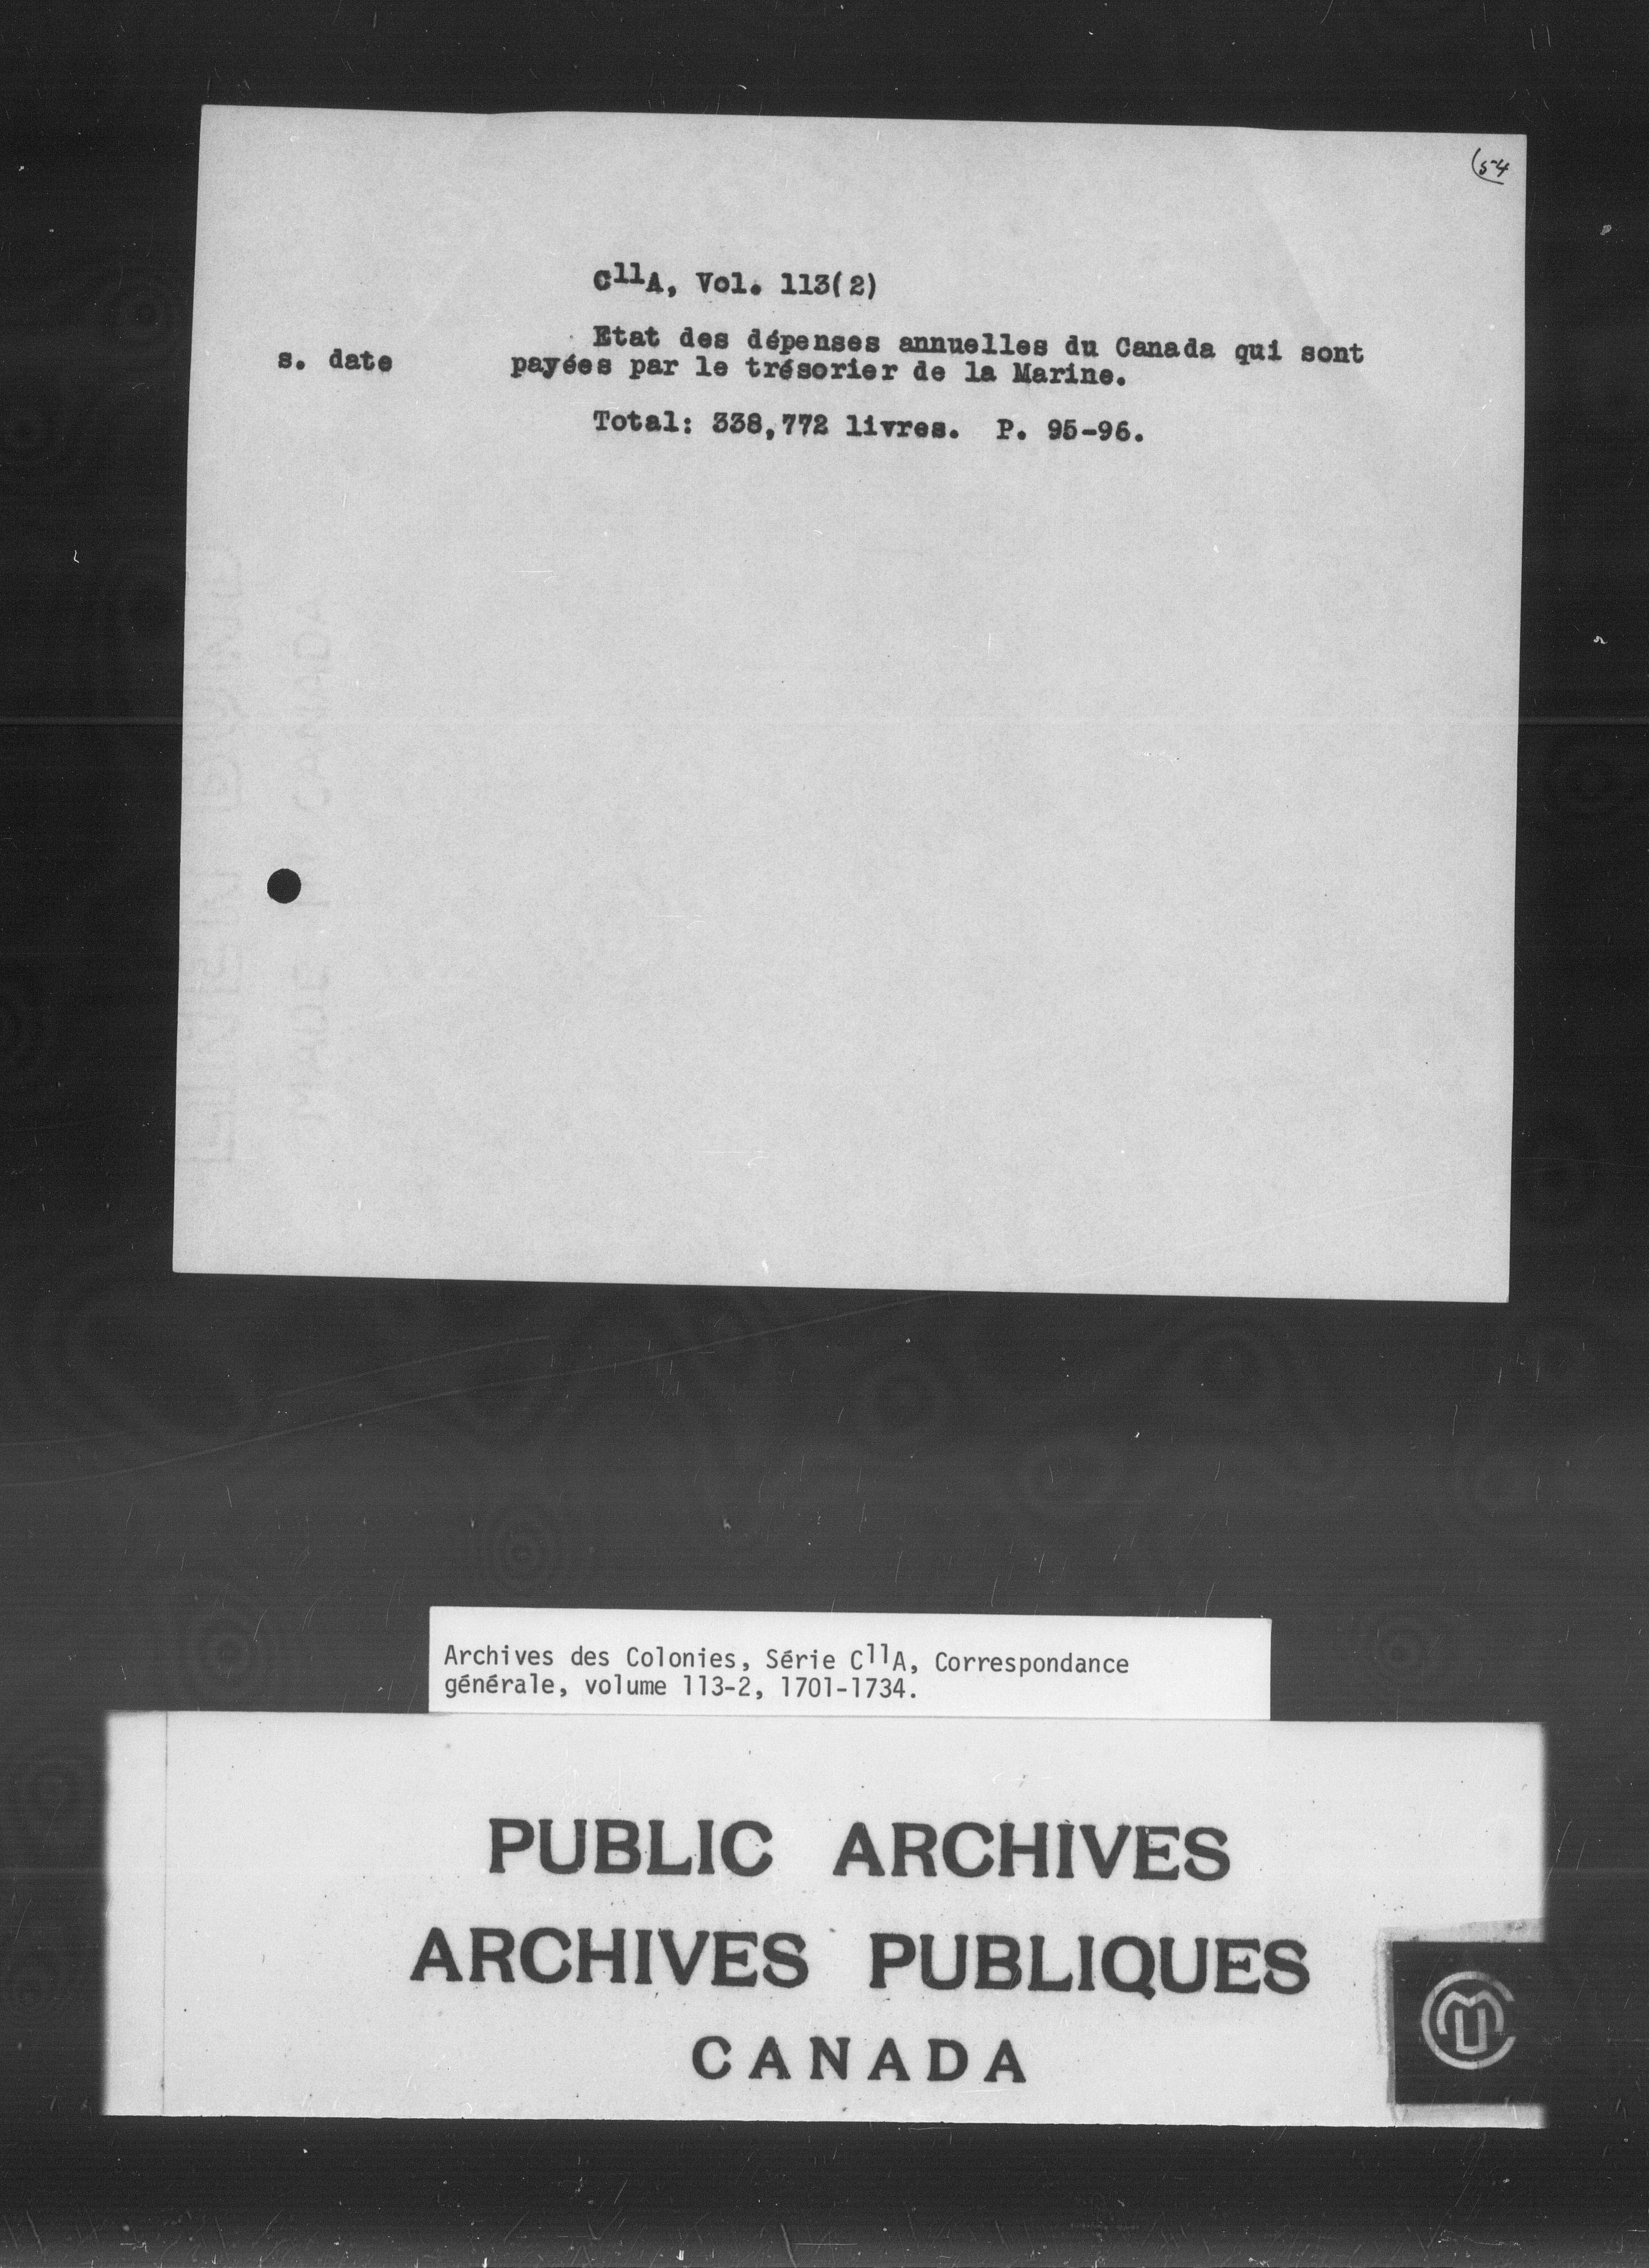 54
C11A, Vol. 113(2)
Etat des dépenses annuelles du Canada qui sont
s. date payées par le trésorier de la Marine.
Total: 338,772 livres. P. 95-96.
Archives des Colonies, Série C11A, Correspondance
générale, volume 113-2, 1701-1734.
PUBLIC ARCHIVES
ARCHIVES PUBLIQUES
CANADA